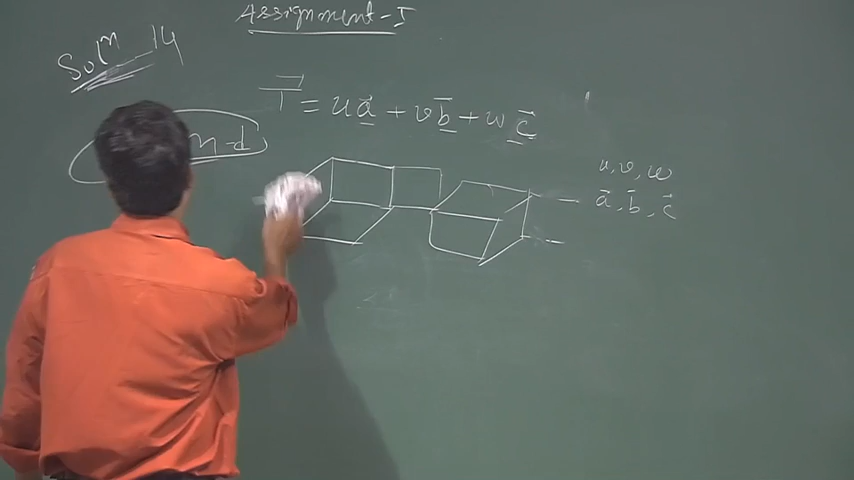 Assignment-I
Solⁿ 14
T⃗ = ua⃗ + vb⃗ + wc⃗
n-d
u, v, w
a⃗, b⃗, c⃗